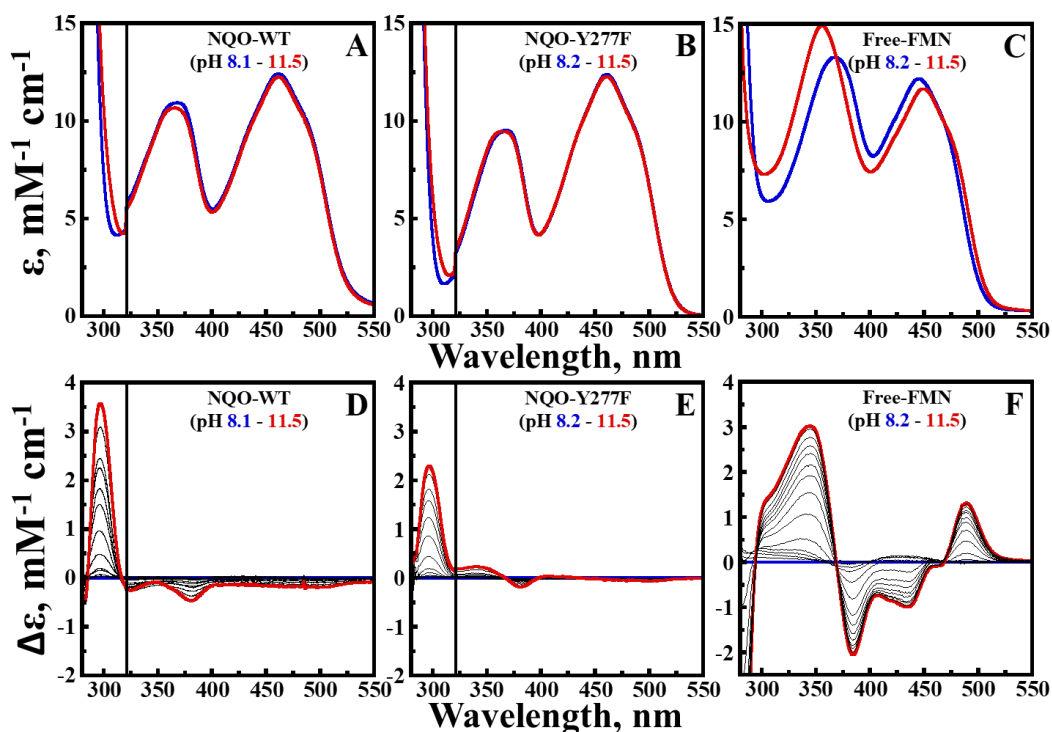 NQO-WT A
(pH 8.1 - 11.5)
NQO-Y277F B
(pH 8.2 - 11.5)
Free-FMN C
(pH 8.2 - 11.5)
15
10
5
0
15
10
5
0
15
10
5
0
ε, mM-1 cm-1
300 350 400 450 500 550
300 350 400 450 500 550
300 350 400 450 500 550
Wavelength, nm
NQO-WT D
(pH 8.1 - 11.5)
NQO-Y277F E
(pH 8.2 - 11.5)
Free-FMN F
(pH 8.2 - 11.5)
4
3
2
1
0
-1
-2
4
3
2
1
0
-1
-2
4
3
2
1
0
-1
-2
Δε, mM-1 cm-1
300 350 400 450 500 550
300 350 400 450 500 550
300 350 400 450 500 550
Wavelength, nm